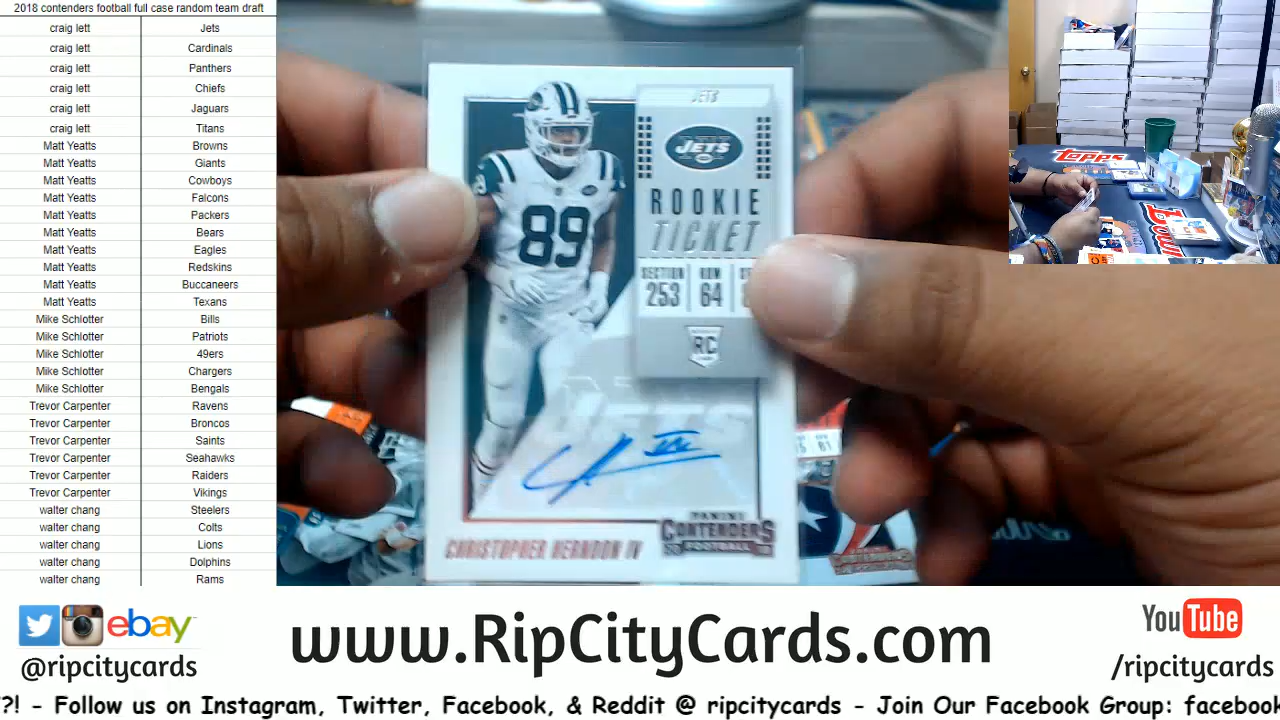 2018 contenders football full case random team draft
craig lett Jets
craig lett Cardinals
craig lett Panthers
craig lett Chiefs
craig lett Jaguars
craig lett Titans
Matt Yeatts Browns
Matt Yeatts Giants
Matt Yeatts Cowboys
Matt Yeatts Falcons
Matt Yeatts Packers
Matt Yeatts Bears
Matt Yeatts Eagles
Matt Yeatts Redskins
Matt Yeatts Buccaneers
Matt Yeatts Texans
Mike Schlotter Bills
Mike Schlotter Patriots
Mike Schlotter 49ers
Mike Schlotter Chargers
Mike Schlotter Bengals
Trevor Carpenter Ravens
Trevor Carpenter Broncos
Trevor Carpenter Saints
Trevor Carpenter Seahawks
Trevor Carpenter Raiders
Trevor Carpenter Vikings
walter chang Steelers
walter chang Colts
walter chang Lions
walter chang Dolphins
walter chang Rams
JETS
JETS
ROOKIE
TICKET
SECTION ROW
253 64
RC
89
JETS
CHRISTOPHER HERNDON IV
PANINI
CONTENDERS
FOOTBALL
topps
ebay
@ripcitycards
www.RipCityCards.com
YouTube
/ripcitycards
?! - Follow us on Instagram, Twitter, Facebook, & Reddit @ ripcitycards - Join Our Facebook Group: facebook